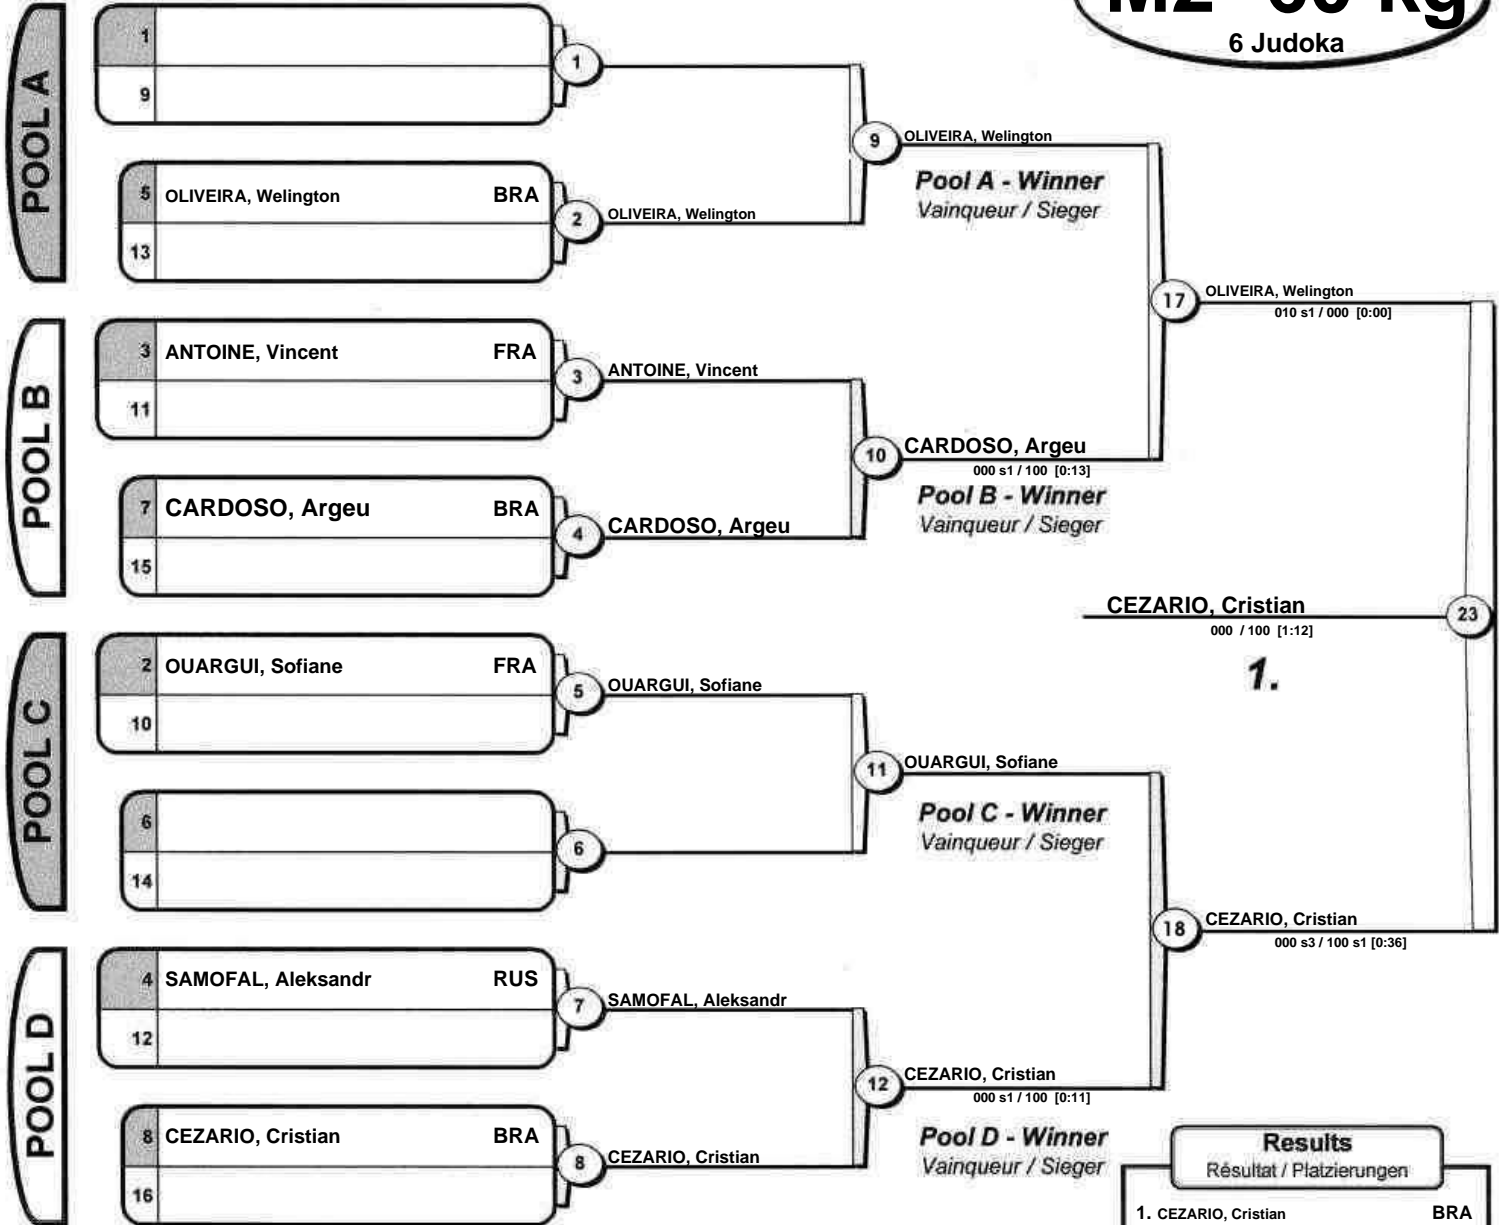 M2 -60 kg
6 Judoka
POOL A
1
9
1
5 OLIVEIRA, Welington BRA
13
2
OLIVEIRA, Welington
9
OLIVEIRA, Welington
Pool A - Winner
Vainqueur / Sieger
POOL B
3 ANTOINE, Vincent FRA
11
3
ANTOINE, Vincent
7 CARDOSO, Argeu BRA
15
4
CARDOSO, Argeu
10
CARDOSO, Argeu
000 s1 / 100 [0:13]
Pool B - Winner
Vainqueur / Sieger
17
OLIVEIRA, Welington
010 s1 / 000 [0:00]
CEZARIO, Cristian
000 / 100 [1:12]
1.
23
POOL C
2 OUARGUI, Sofiane FRA
10
5
OUARGUI, Sofiane
6
14
6
11
OUARGUI, Sofiane
Pool C - Winner
Vainqueur / Sieger
18
CEZARIO, Cristian
000 s3 / 100 s1 [0:36]
POOL D
4 SAMOFAL, Aleksandr RUS
12
7
SAMOFAL, Aleksandr
8 CEZARIO, Cristian BRA
16
8
CEZARIO, Cristian
12
CEZARIO, Cristian
000 s1 / 100 [0:11]
Pool D - Winner
Vainqueur / Sieger
Results
Résultat / Platzierungen
1. CEZARIO, Cristian BRA